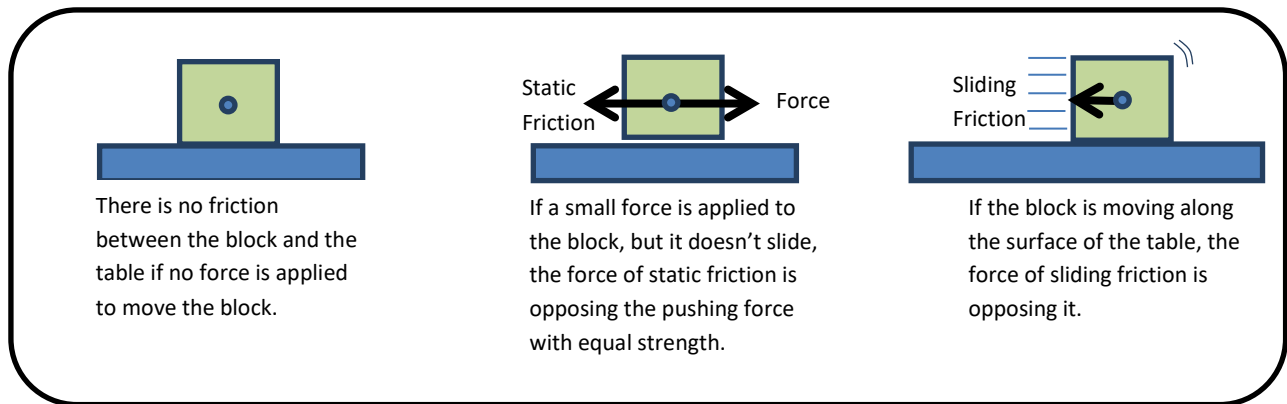 Static
Friction
Force
Sliding
Friction
There is no friction
between the block and the
table if no force is applied
to move the block.
If a small force is applied to
the block, but it doesn’t slide,
the force of static friction is
opposing the pushing force
with equal strength.
If the block is moving along
the surface of the table, the
force of sliding friction is
opposing it.